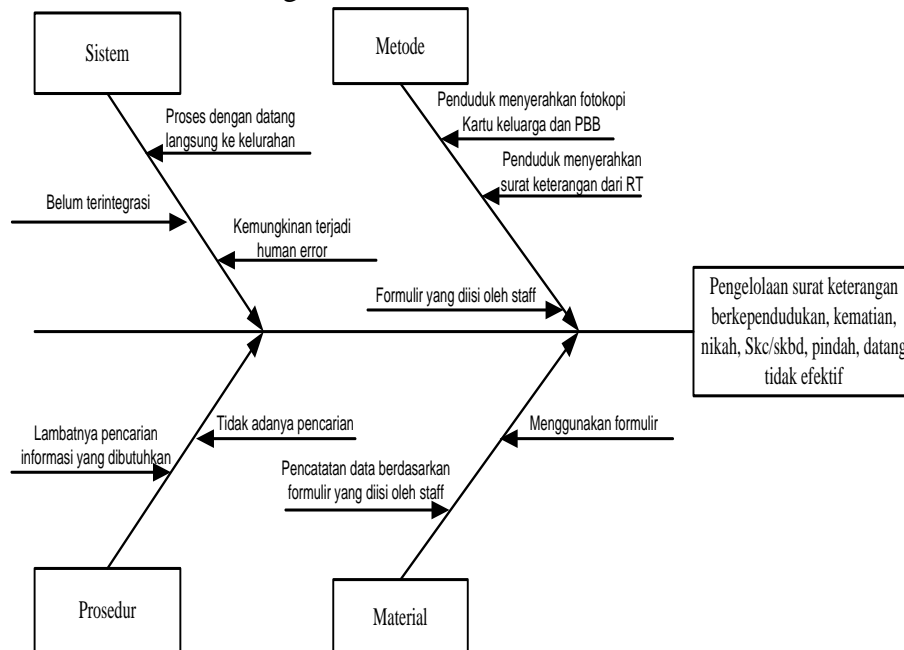 Sistem
Metode
Proses dengan datang
langsung ke kelurahan
Belum terintegrasi
Kemungkinan terjadi
human error
Penduduk menyerahkan fotokopi
Kartu keluarga dan PBB
Penduduk menyerahkan
surat keterangan dari RT
Formulir yang diisi oleh staff
Pengelolaan surat keterangan
berkependudukan, kematian,
nikah, Skc/skbd, pindah, datang
tidak efektif
Lambatnya pencarian
informasi yang dibutuhkan
Tidak adanya pencarian
Pencatatan data berdasarkan
formulir yang diisi oleh staff
Menggunakan formulir
Prosedur
Material